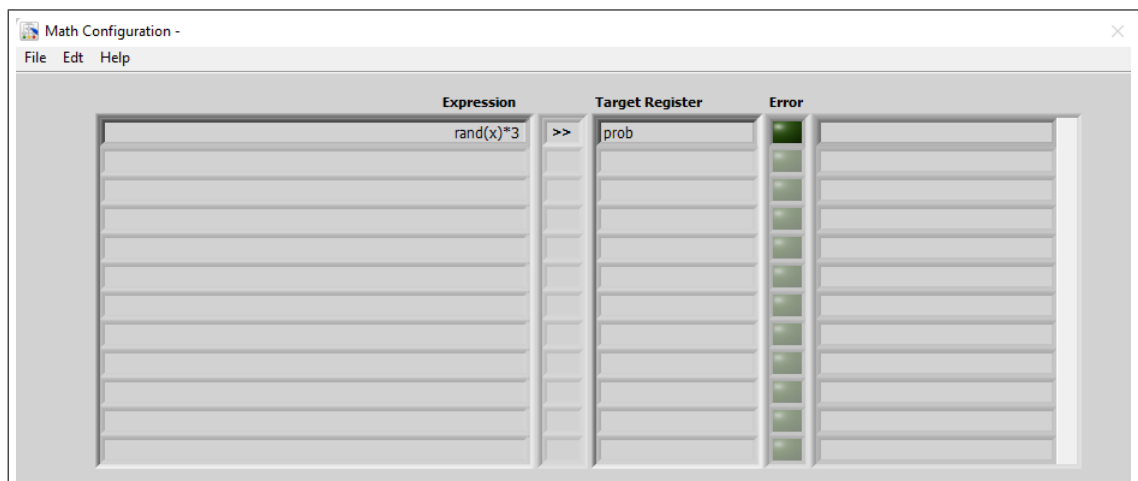 Math Configuration -
File Edt Help
Expression Target Register Error
rand(x)*3 >> prob